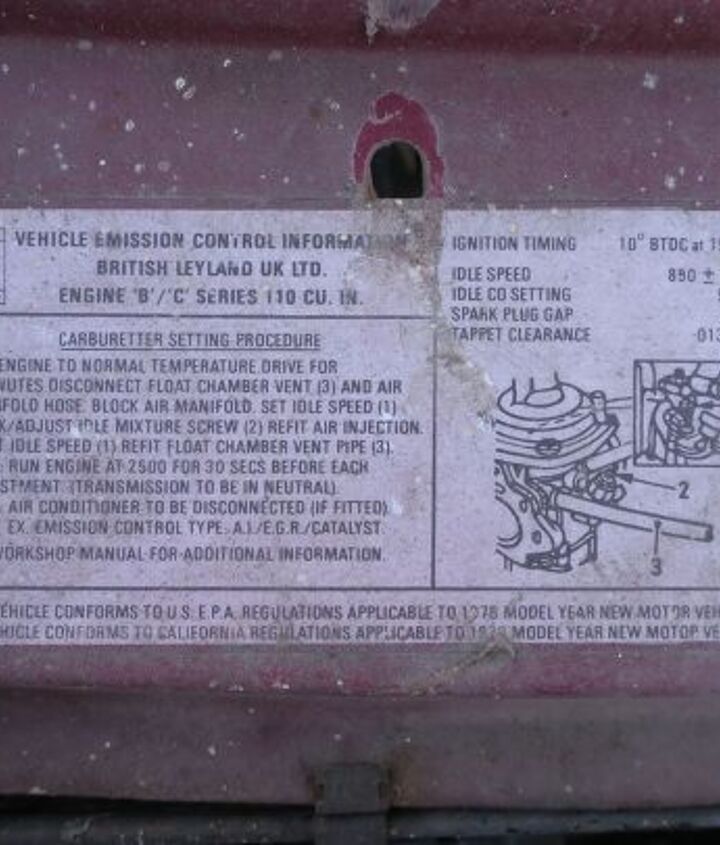 VEHICLE EMISSION CONTROL INFORMATION
BRITISH LEYLAND UK LTD.
ENGINE 'B'/'C' SERIES 110 CU. IN.
CARBURETTER SETTING PROCEDURE
ENGINE TO NORMAL TEMPERATURE. DRIVE FOR
NUTES DISCONNECT FLOAT CHAMBER VENT (3) AND AIR
IFOLD HOSE. BLOCK AIR MANIFOLD. SET IDLE SPEED (1)
K/ADJUST IDLE MIXTURE SCREW (2) REFIT AIR INJECTION.
T IDLE SPEED (1) REFIT FLOAT CHAMBER VENT PIPE (3).
RUN ENGINE AT 2500 FOR 30 SECS BEFORE EACH
STMENT (TRANSMISSION TO BE IN NEUTRAL).
AIR CONDITIONER TO BE DISCONNECTED (IF FITTED)
EX. EMISSION CONTROL TYPE: A.I./E.G.R./CATALYST.
WORKSHOP MANUAL FOR ADDITIONAL INFORMATION.
IGNITION TIMING 10° BTDC at
IDLE SPEED ±
IDLE CO SETTING
SPARK PLUG GAP
TAPPET CLEARANCE ·013
2
3
EHICLE CONFORMS TO U.S. E.P.A. REGULATIONS APPLICABLE TO 1978 MODEL YEAR NEW MOTOR VEH
HICLE CONFORMS TO CALIFORNIA REGULATIONS APPLICABLE TO MODEL YEAR NEW MOTOR VE